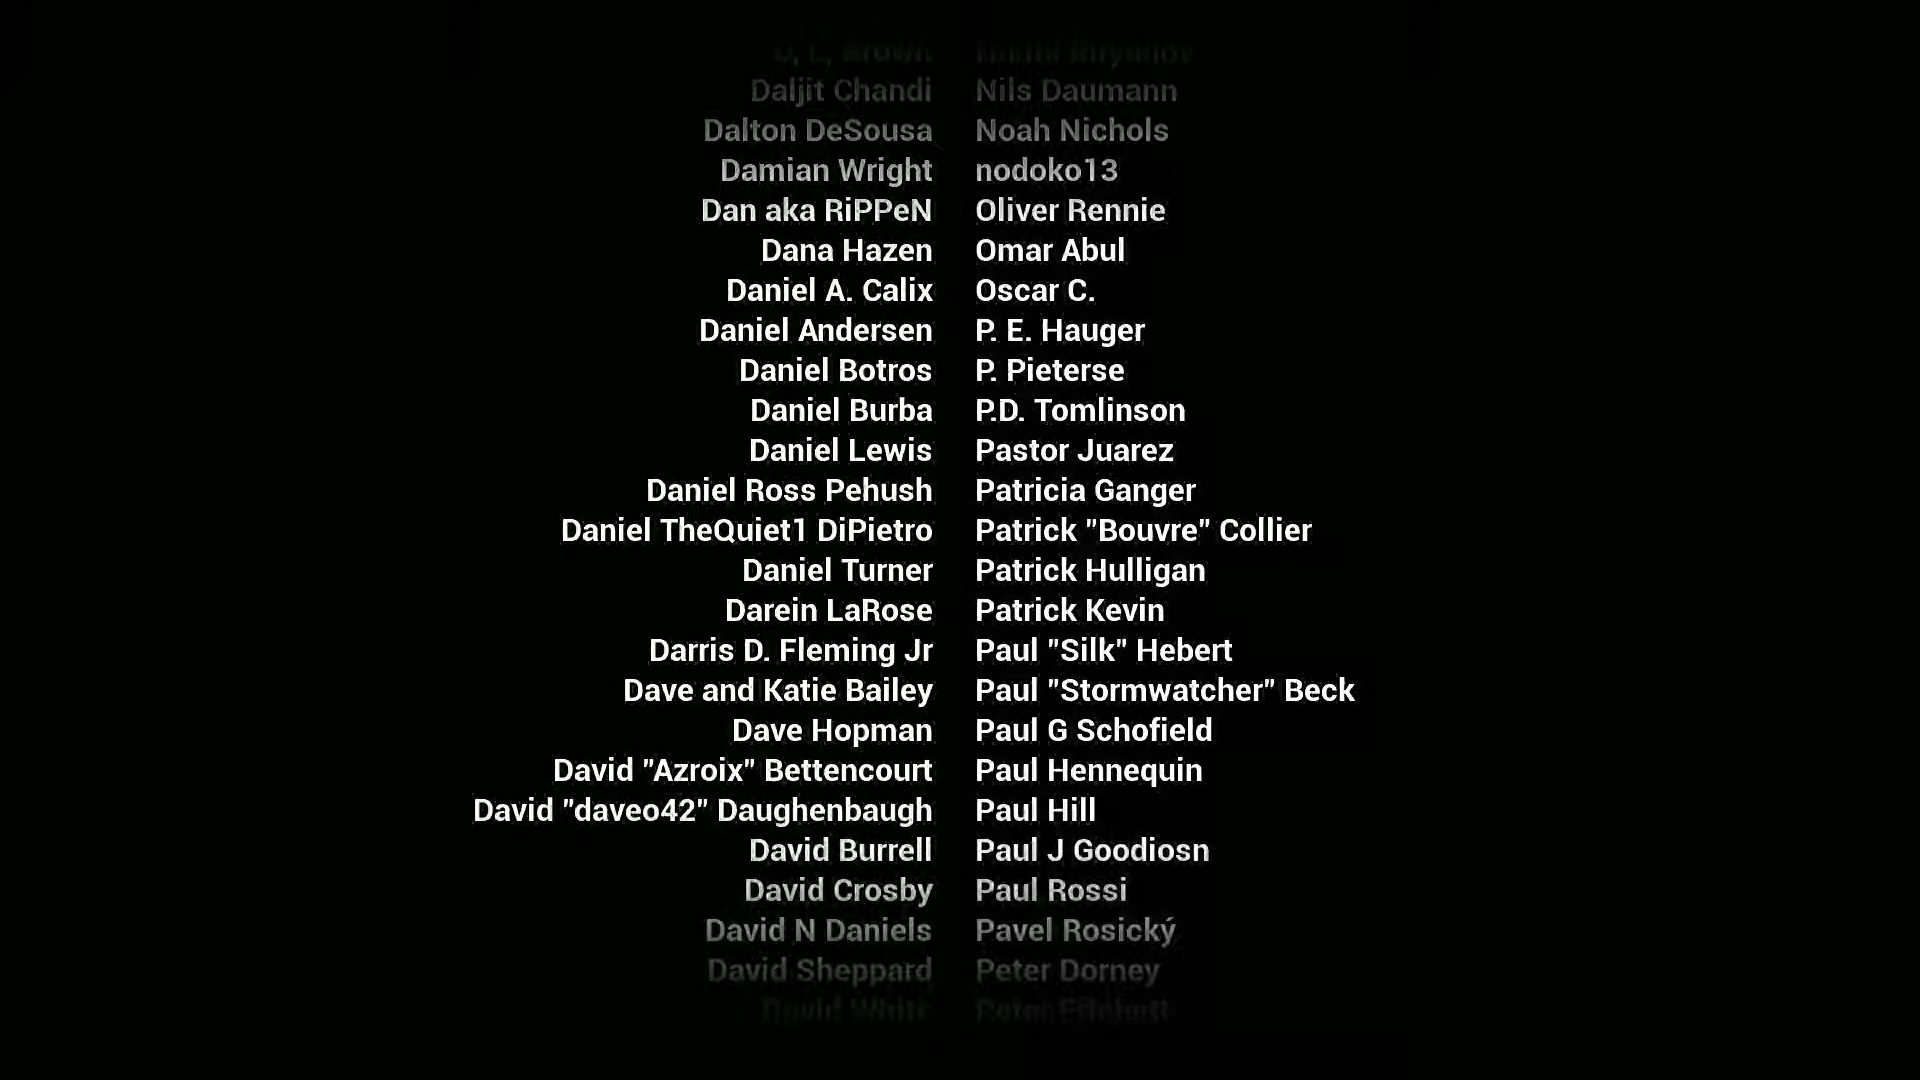 Daljit Chandi Nils Daumann
Dalton DeSousa Noah Nichols
Damian Wright nodoko13
Dan aka RiPPeN Oliver Rennie
Dana Hazen Omar Abul
Daniel A. Calix Oscar C.
Daniel Andersen P. E. Hauger
Daniel Botros P. Pieterse
Daniel Burba P.D. Tomlinson
Daniel Lewis Pastor Juarez
Daniel Ross Pehush Patricia Ganger
Daniel TheQuiet1 DiPietro Patrick "Bouvre" Collier
Daniel Turner Patrick Hulligan
Darein LaRose Patrick Kevin
Darris D. Fleming Jr Paul "Silk" Hebert
Dave and Katie Bailey Paul "Stormwatcher" Beck
Dave Hopman Paul G Schofield
David "Azroix" Bettencourt Paul Hennequin
David "daveo42" Daughenbaugh Paul Hill
David Burrell Paul J Goodiosn
David Crosby Paul Rossi
David N Daniels Pavel Rosický
David Sheppard Peter Dorney
David White Peter